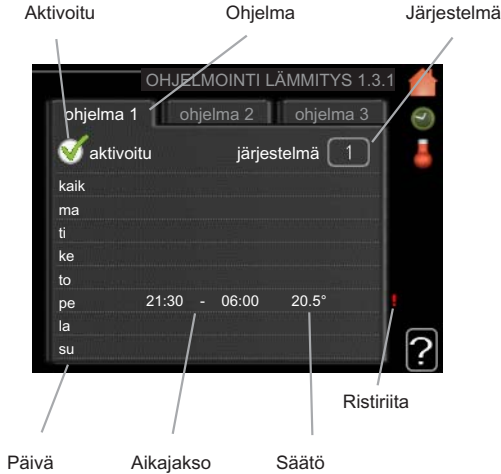 Aktivoitu Ohjelma Järjestelmä
OHJELMOINTI LÄMMITYS 1.3.1
ohjelma 1 ohjelma 2 ohjelma 3
aktivoitu järjestelmä 1
kaik
ma
ti
ke
to
pe 21:30 - 06:00 20.5° !
la
su ?
Ristiriita
Päivä Aikajakso Säätö